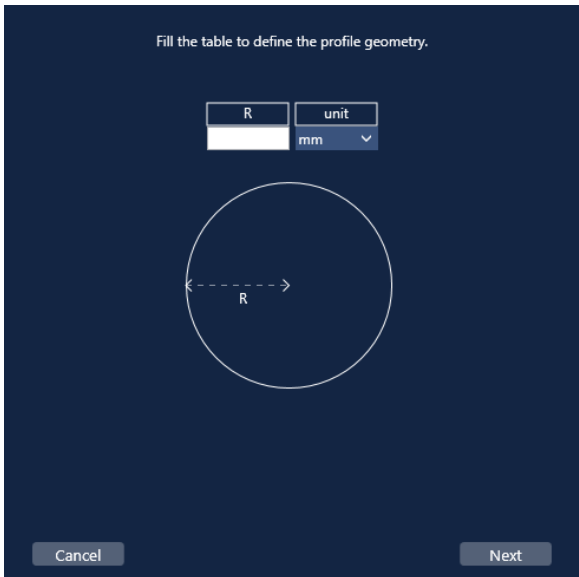 Fill the table to define the profile geometry.
R unit
mm
R
Cancel Next